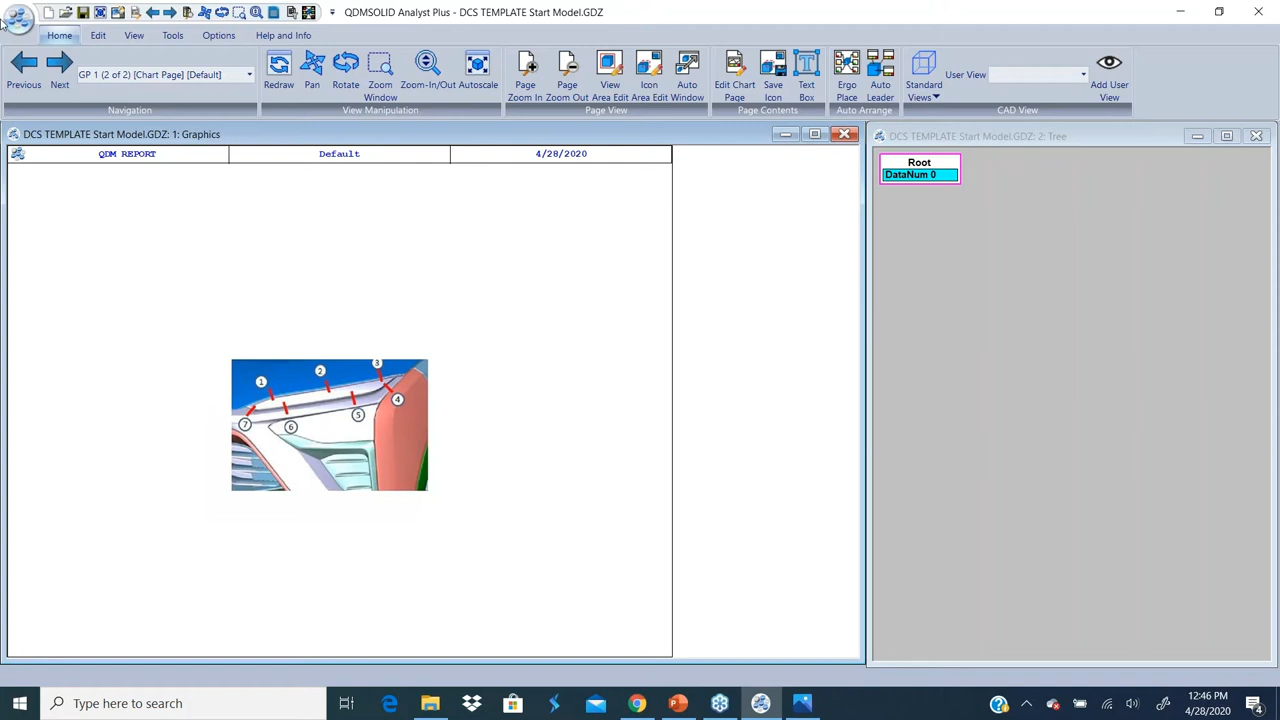 QDMSOLID Analyst Plus - DCS TEMPLATE Start Model.GDZ
Home Edit View Tools Options Help and Info
Previous Next
GP 1 (2 of 2) [Chart Page] [Default]
Navigation
Redraw Pan Rotate Zoom Window Zoom-In/Out Autoscale
View Manipulation
Page Zoom In Page Zoom Out View Area Edit Icon Area Edit Auto Window
Page View
Edit Chart Page Save Icon Text Box
Page Contents
Ergo Place Auto Leader
Auto Arrange
Standard Views User View Add User View
CAD View
DCS TEMPLATE Start Model.GDZ: 1: Graphics
DCS TEMPLATE Start Model.GDZ: 2: Tree
QDM REPORT Default 4/28/2020
Root
DataNum 0
3
2
1
4
5
7
6
Type here to search
12:46 PM
4/28/2020
4